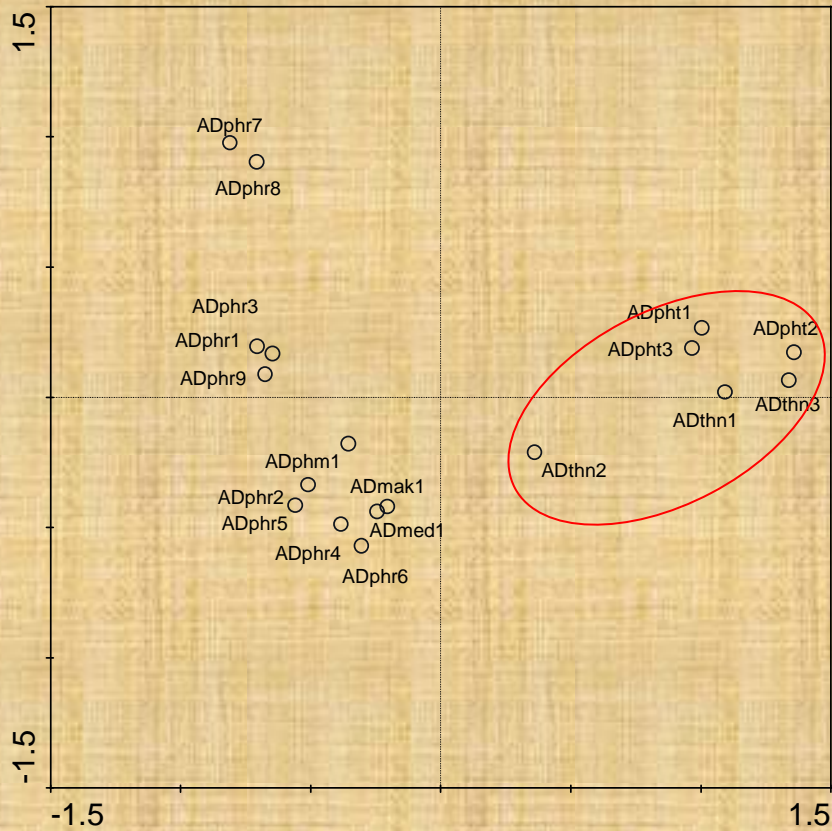 1.5
ADphr7
ADphr8
ADphr3
ADpht1
ADpht2
ADphr1
ADpht3
ADphr9
ADthn3
ADthn1
ADphm1
ADthn2
ADmak1
ADphr2
ADphr5
ADmed1
ADphr4
ADphr6
-1.5
-1.5
1.5